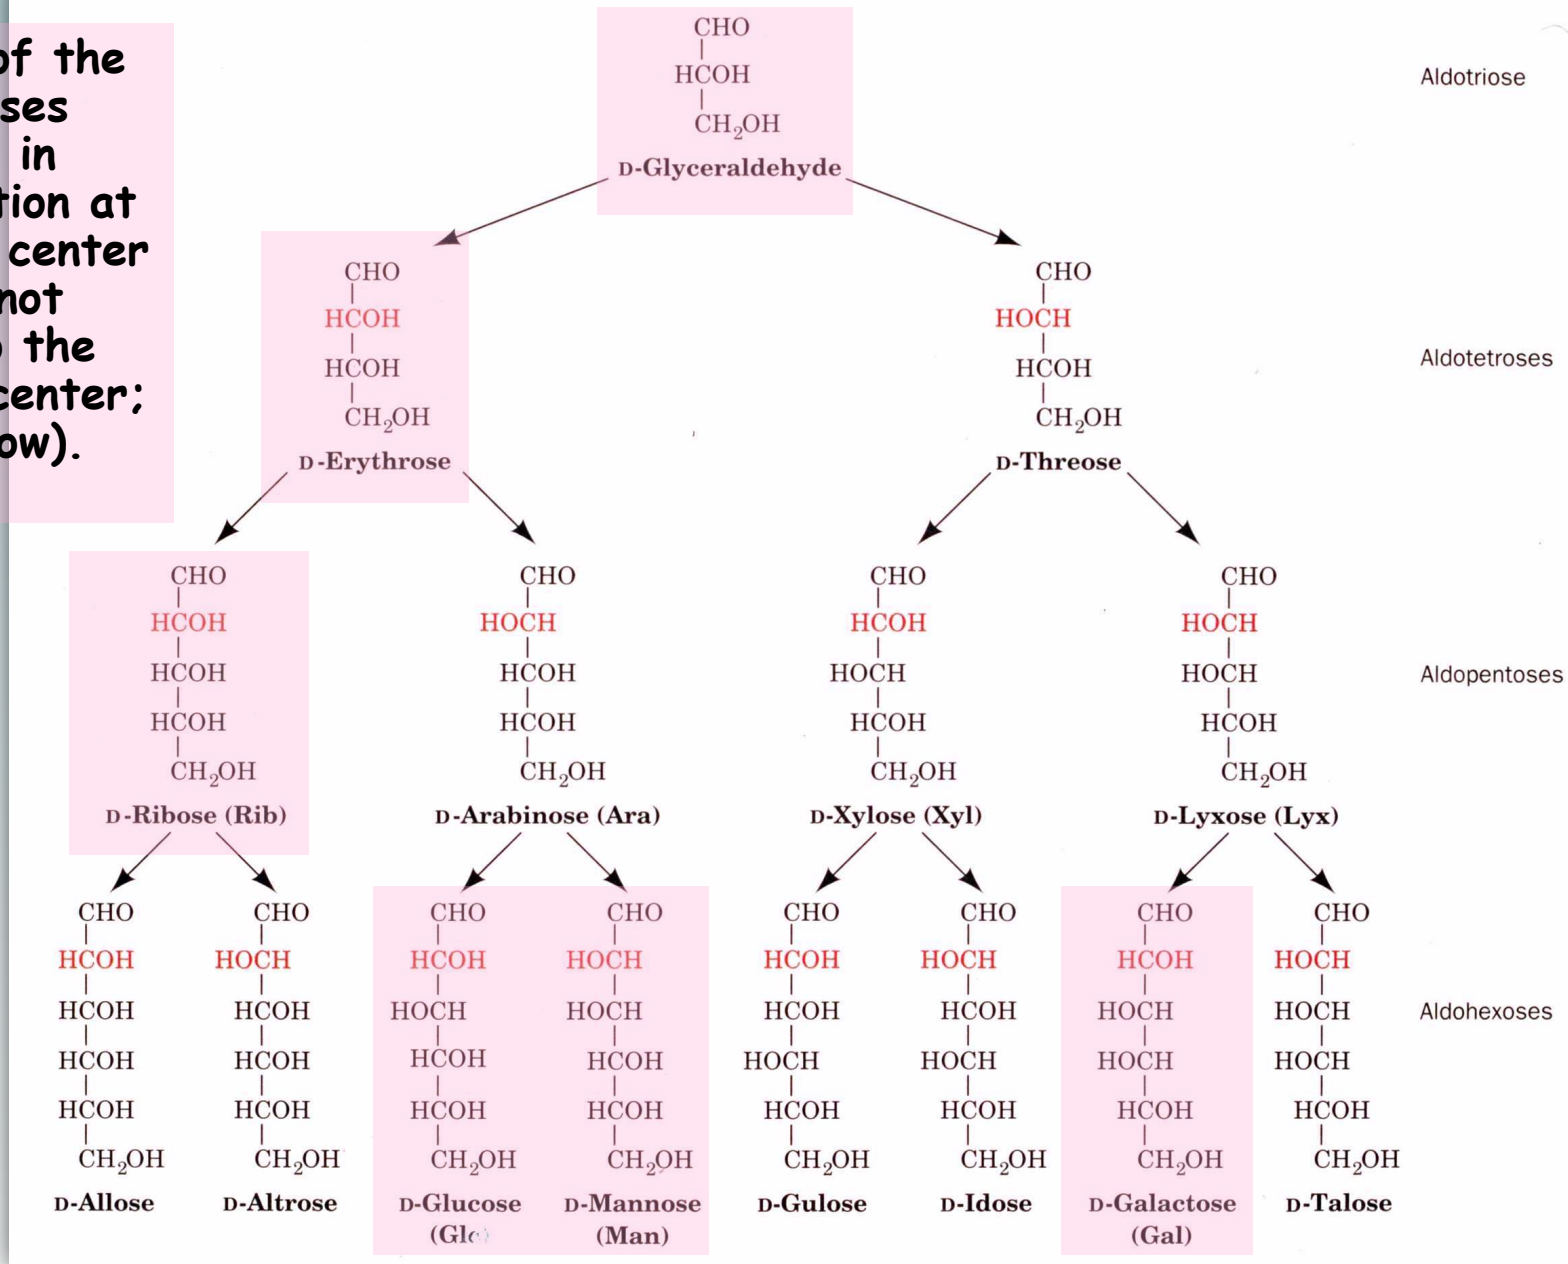 of the
ses
in
tion at
center
not
the
center;
ow).
CHO
HCOH
CH₂OH
D-Glyceraldehyde
Aldotriose
CHO
HCOH
HCOH
CH₂OH
D-Erythrose
CHO
HOCH
HCOH
CH₂OH
D-Threose
Aldotetroses
CHO
HCOH
HCOH
HCOH
CH₂OH
D-Ribose (Rib)
CHO
HOCH
HCOH
HCOH
CH₂OH
D-Arabinose (Ara)
CHO
HCOH
HOCH
HCOH
CH₂OH
D-Xylose (Xyl)
CHO
HOCH
HOCH
HCOH
CH₂OH
D-Lyxose (Lyx)
Aldopentoses
CHO
HCOH
HCOH
HCOH
HCOH
CH₂OH
D-Allose
CHO
HOCH
HCOH
HCOH
HCOH
CH₂OH
D-Altrose
CHO
HCOH
HOCH
HCOH
HCOH
CH₂OH
D-Glucose
(Glc)
CHO
HOCH
HOCH
HCOH
HCOH
CH₂OH
D-Mannose
(Man)
CHO
HCOH
HCOH
HOCH
HCOH
CH₂OH
D-Gulose
CHO
HOCH
HCOH
HOCH
HCOH
CH₂OH
D-Idose
CHO
HCOH
HOCH
HOCH
HCOH
CH₂OH
D-Galactose
(Gal)
CHO
HOCH
HOCH
HOCH
HCOH
CH₂OH
D-Talose
Aldohexoses